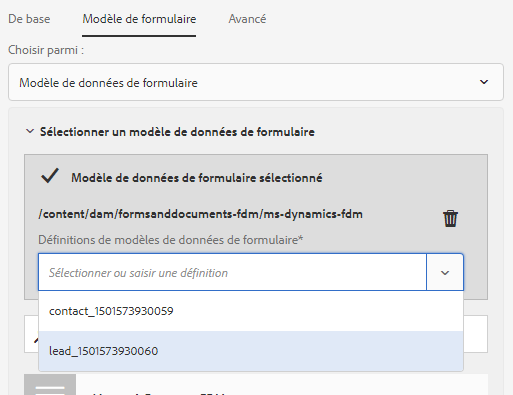 De base Modèle de formulaire Avancé
Choisir parmi :
Modèle de données de formulaire
Sélectionner un modèle de données de formulaire
Modèle de données de formulaire sélectionné
/content/dam/formsanddocuments-fdm/ms-dynamics-fdm
Définitions de modèles de données de formulaire*
Sélectionner ou saisir une définition
contact_1501573930059
lead_1501573930060